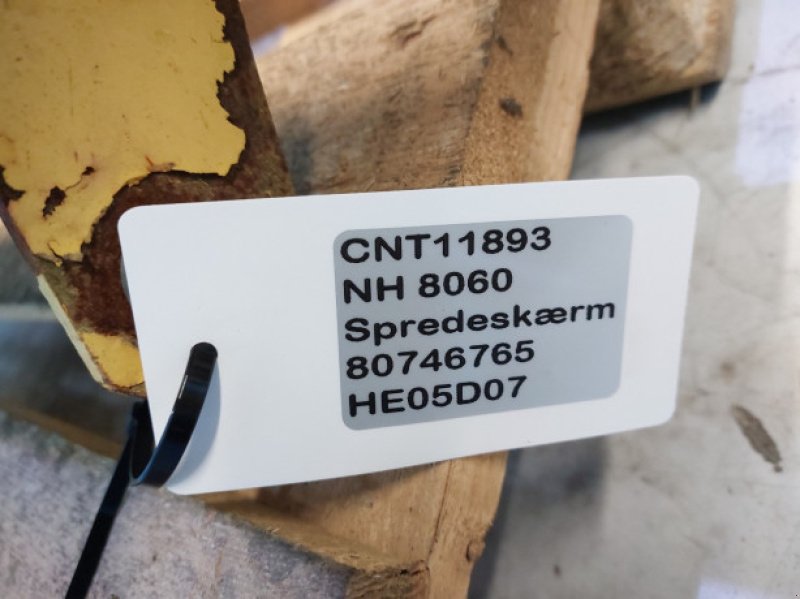 CNT11893
NH 8060
Spredeskærm
80746765
HE05D07